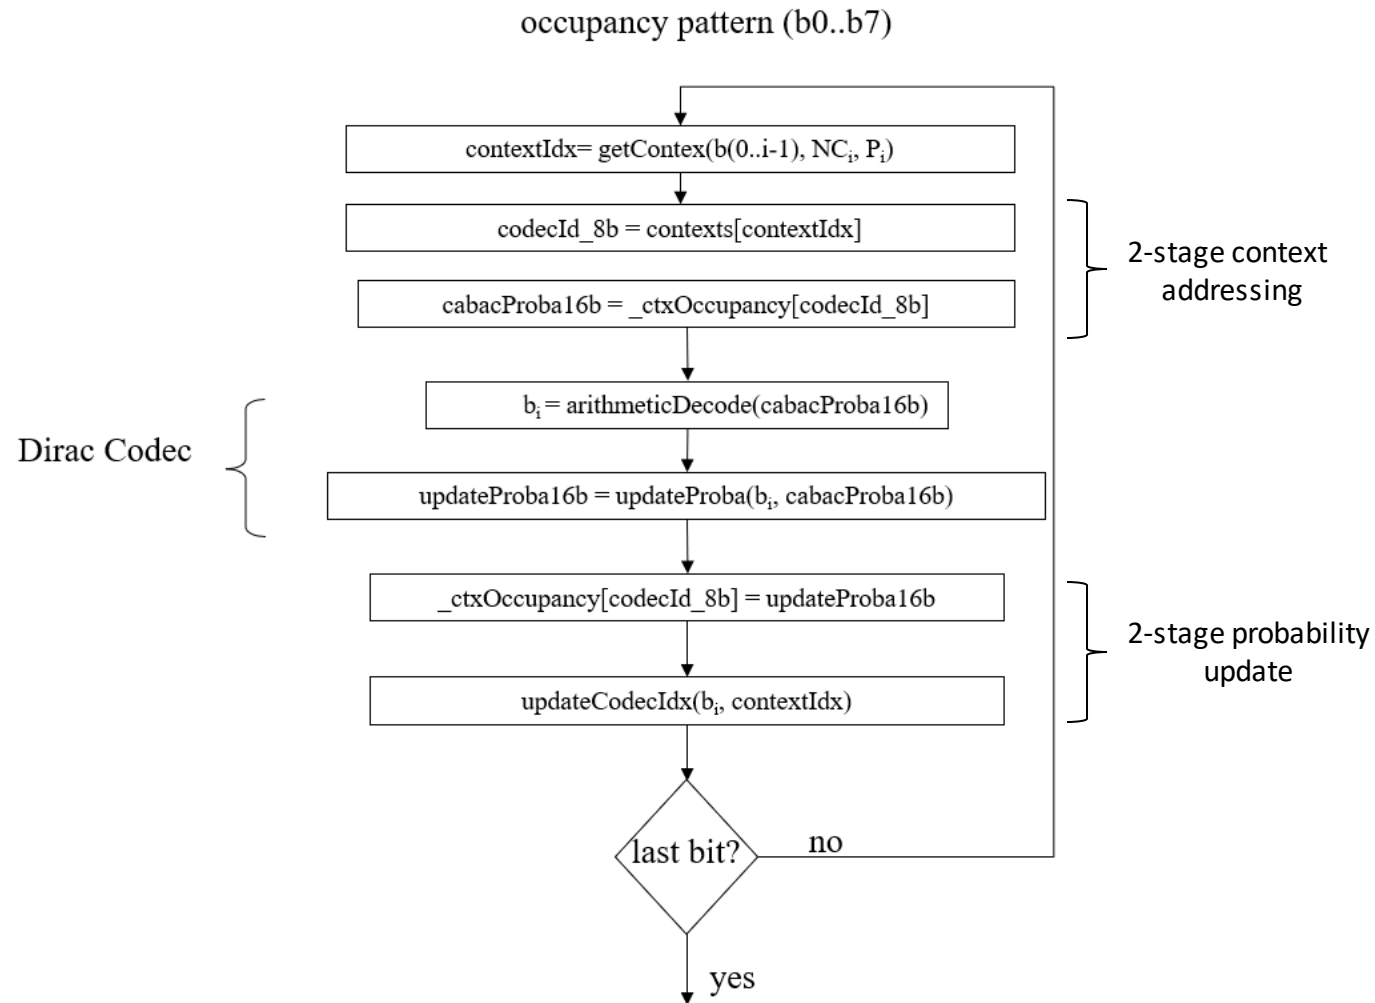 occupancy pattern (b0..b7)
contextIdx= getContex(b(0..i-1), NCi, Pi)
codecId_8b = contexts[contextIdx]
2-stage context
addressing
cabacProba16b = _ctxOccupancy[codecId_8b]
bi = arithmeticDecode(cabacProba16b)
Dirac Codec
updateProba16b = updateProba(bi, cabacProba16b)
_ctxOccupancy[codecId_8b] = updateProba16b
2-stage probability
update
updateCodecIdx(bi, contextIdx)
last bit?
no
yes